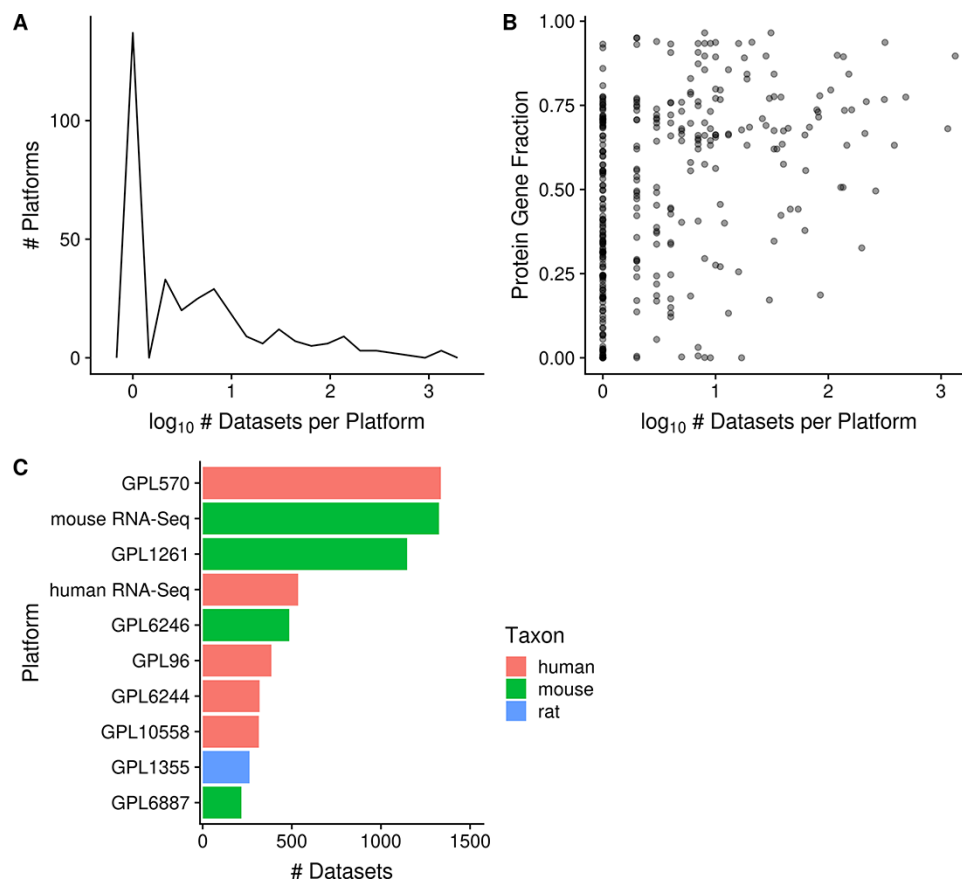 A
# Platforms
100
50
0
0 1 2 3
log₁₀ # Datasets per Platform
B
Protein Gene Fraction
1.00
0.75
0.50
0.25
0.00
0 1 2 3
log₁₀ # Datasets per Platform
C
Platform
GPL570
mouse RNA-Seq
GPL1261
human RNA-Seq
GPL6246
GPL96
GPL6244
GPL10558
GPL1355
GPL6887
0 500 1000 1500
# Datasets
Taxon
human
mouse
rat